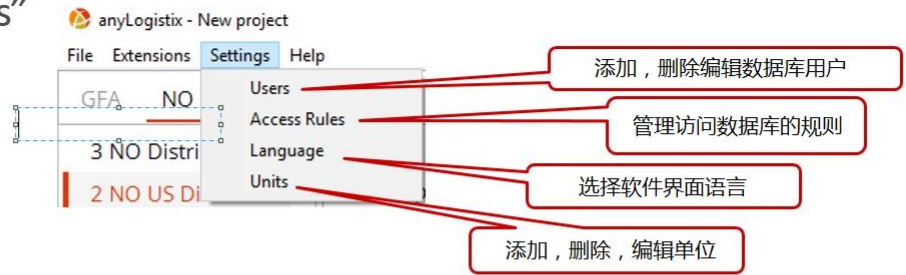 s”
anyLogistix - New project
File Extensions Settings Help
GFA NO
Users
添加，删除编辑数据库用户
Access Rules
管理访问数据库的规则
3 NO Distri
Language
选择软件界面语言
2 NO US Di
Units
添加，删除，编辑单位